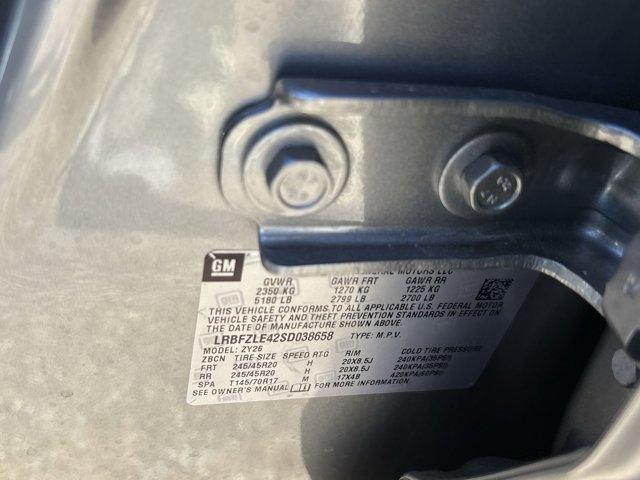 GM
GENERAL MOTORS LLC
GVWR GAWR FRT GAWR RR
2350 KG 1270 KG 1225 KG
5180 LB 2799 LB 2700 LB
THIS VEHICLE CONFORMS TO ALL APPLICABLE U.S. FEDERAL MOTOR
VEHICLE SAFETY AND THEFT PREVENTION STANDARDS IN EFFECT ON
THE DATE OF MANUFACTURE SHOWN ABOVE.
LRBFZLE42SD038658 TYPE: M.P.V.
MODEL: ZY26
ZBCN TIRE-SIZE SPEED RTG RIM COLD TIRE PRESSURE
FRT 245/45R20 H 20X8.5J 240KPA(35PSI)
RR 245/45R20 H 20X8.5J 240KPA(35PSI)
SPA T145/70R17 M 17X4B 420KPA(60PSI)
SEE OWNER'S MANUAL FOR MORE INFORMATION.